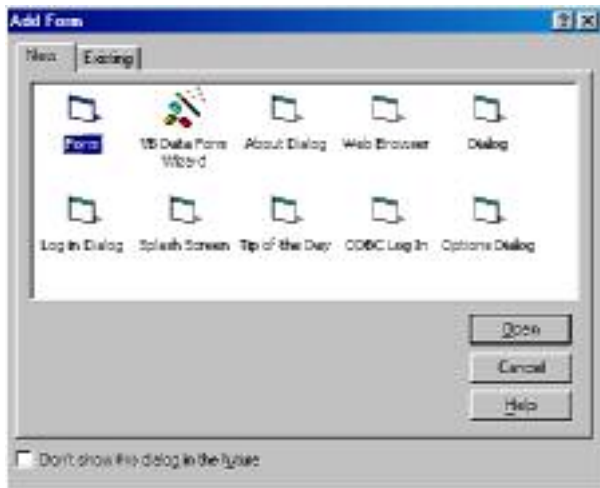 Add Form
New Existing
Form VB Data Form Wizard About Dialog Web Browser Dialog
Log in Dialog Splash Screen Tip of the Day ODBC Log In Options Dialog
Open
Cancel
Help
Don't show this dialog in the future